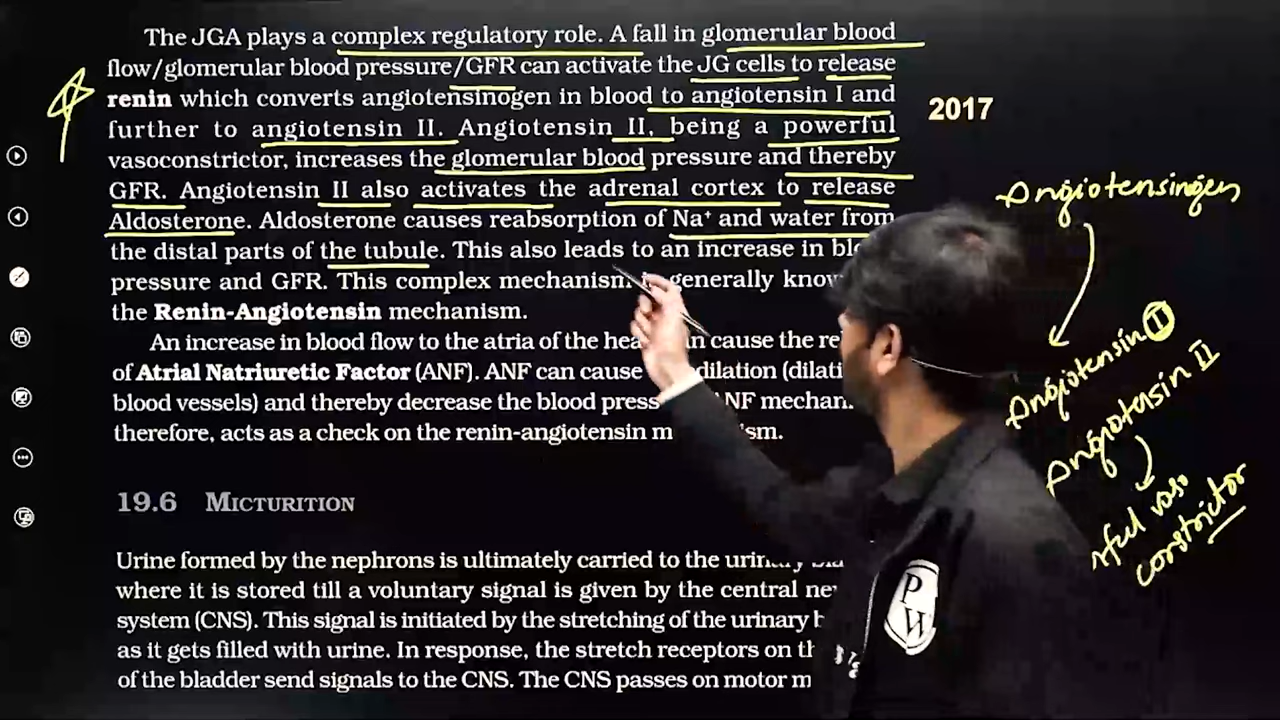 The JGA plays a complex regulatory role. A fall in glomerular blood
flow/glomerular blood pressure/GFR can activate the JG cells to release
renin which converts angiotensinogen in blood to angiotensin I and
further to angiotensin II. Angiotensin II, being a powerful
vasoconstrictor, increases the glomerular blood pressure and thereby
GFR. Angiotensin II also activates the adrenal cortex to release
Aldosterone. Aldosterone causes reabsorption of Na⁺ and water from
the distal parts of the tubule. This also leads to an increase in
pressure and GFR. This complex mechanism generally
the Renin-Angiotensin mechanism.
An increase in blood flow to the atria of the cause the
of Atrial Natriuretic Factor (ANF). ANF can cause
blood vessels) and thereby decrease the blood
therefore, acts as a check on the renin-angiotensin
19.6 MICTURITION
Urine formed by the nephrons is ultimately carried to the
where it is stored till a voluntary signal is given by the central
system (CNS). This signal is initiated by the stretching of the urinary
as it gets filled with urine. In response, the stretch receptors on
of the bladder send signals to the CNS. The CNS passes on motor
2017
Angiotensinogen
Angiotensin I
Angiotensin II
vaso
constrictor
P
W